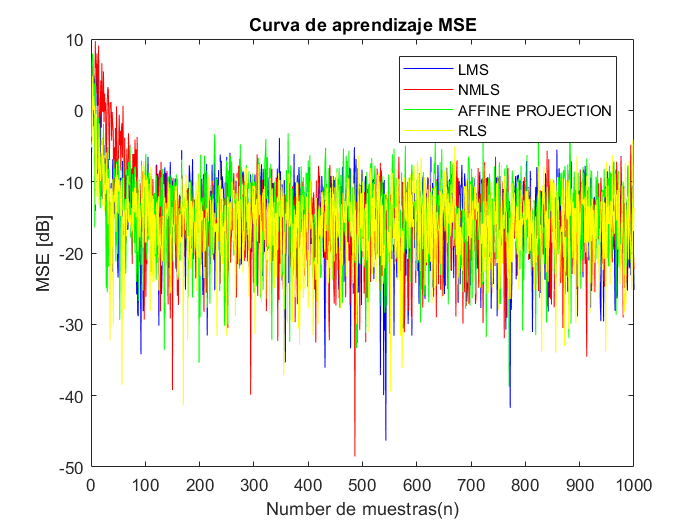 Curva de aprendizaje MSE
10
0
-10
-20
-30
-40
-50
MSE [dB]
LMS
NMLS
AFFINE PROJECTION
RLS
0 100 200 300 400 500 600 700 800 900 1000
Number de muestras(n)